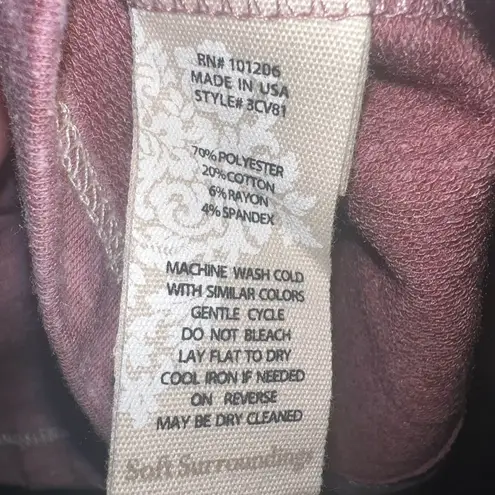 RN# 101206
MADE IN USA
STYLE# 3CV81
70% POLYESTER
20% COTTON
6% RAYON
4% SPANDEX
MACHINE WASH COLD
WITH SIMILAR COLORS
GENTLE CYCLE
DO NOT BLEACH
LAY FLAT TO DRY
COOL IRON IF NEEDED
ON REVERSE
MAY BE DRY CLEANED
Soft Surroundings